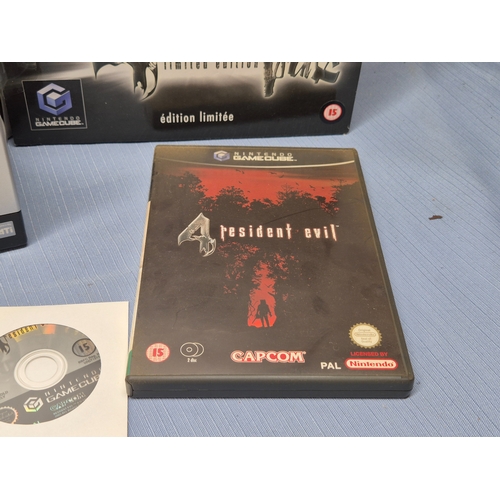 limited edition
NINTENDO
GAMECUBE
édition limitée
15
NINTENDO
GAMECUBE
4 resident evil
15
CAPCOM
PAL
LICENSED BY
Nintendo
15
NINTENDO
GAMECUBE
CAPCOM